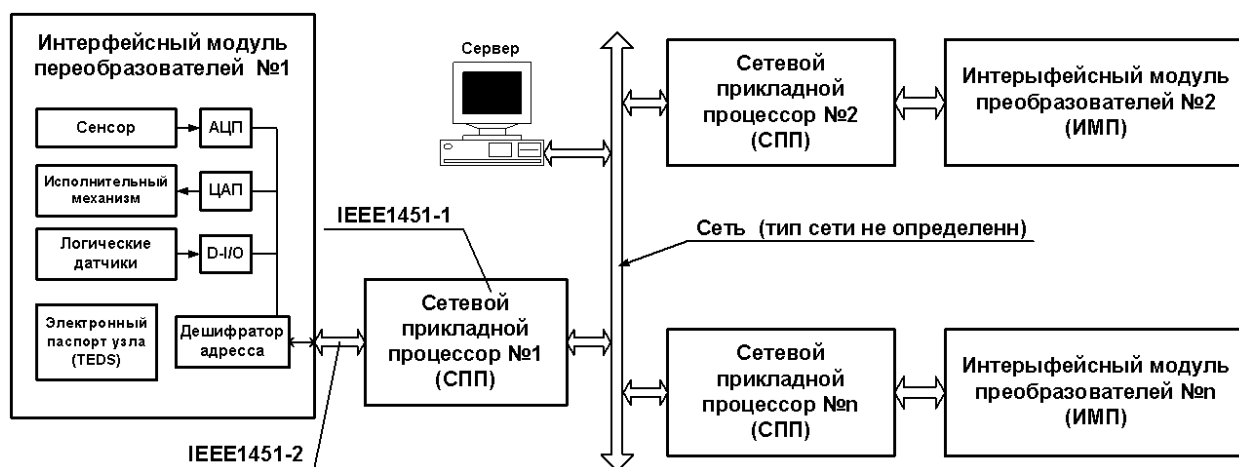 Интерфейсный модуль
переобразователей №1
Сенсор
АЦП
Исполнительный
механизм
ЦАП
Логические
датчики
D-I/O
Электронный
паспорт узла
(TEDS)
Дешифратор
адресса
IEEE1451-2
IEEE1451-1
Сетевой
прикладной
процессор №1
(СПП)
Сервер
Сеть (тип сети не определенн)
Сетевой
прикладной
процессор №2
(СПП)
Интерыфейсный модуль
преобразователей №2
(ИМП)
Сетевой
прикладной
процессор №n
(СПП)
Интерыфейсный модуль
преобразователей №n
(ИМП)